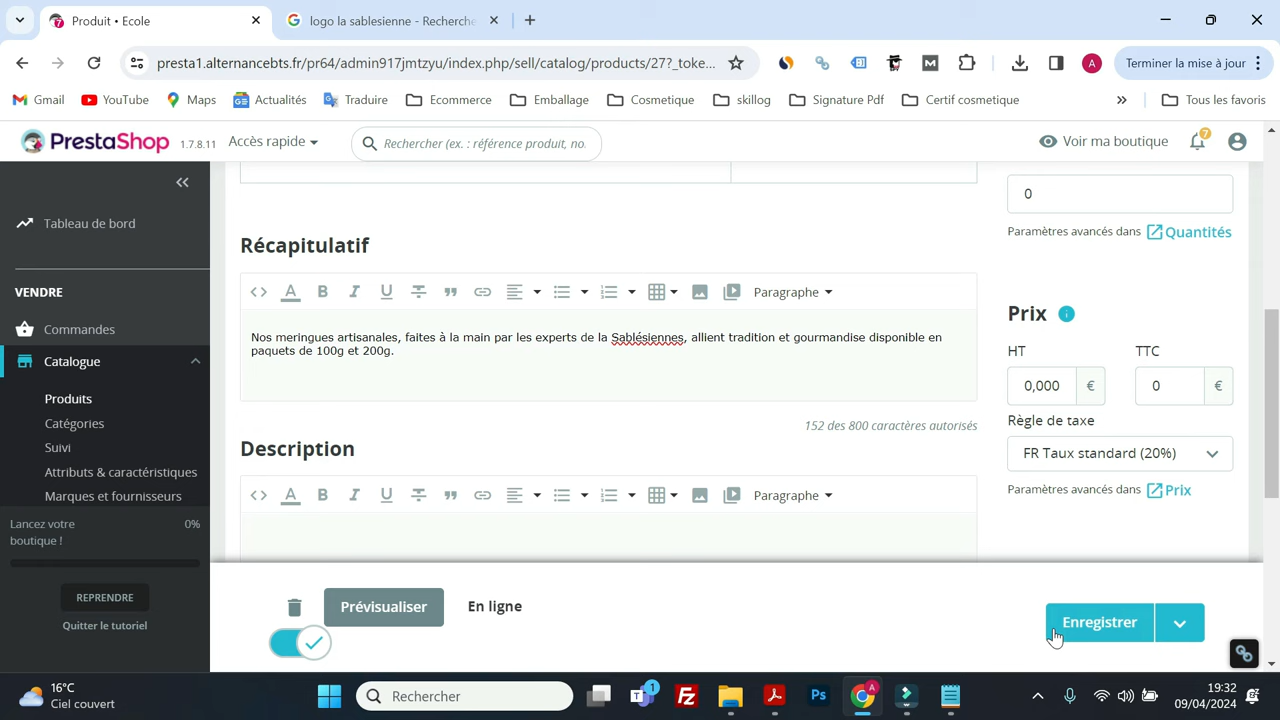 Produit • Ecole
logo la sablesienne - Recherche
presta1.alternancebts.fr/pr64/admin917jmtzyu/index.php/sell/catalog/products/27?_toke...
Terminer la mise à jour
Gmail
YouTube
Maps
Actualités
Traduire
Ecommerce
Emballage
Cosmetique
skillog
Signature Pdf
Certif cosmetique
Tous les favoris
PrestaShop
1.7.8.11
Accès rapide
Rechercher (ex. : référence produit, no.
Voir ma boutique
7
Tableau de bord
VENDRE
Commandes
Catalogue
Produits
Catégories
Suivi
Attributs & caractéristiques
Marques et fournisseurs
Lancez votre
boutique !
0%
REPRENDRE
Quitter le tutoriel
Récapitulatif
Paragraphe
Nos meringues artisanales, faites à la main par les experts de la Sablésiennes, allient tradition et gourmandise disponible en
paquets de 100g et 200g.
152 des 800 caractères autorisés
Description
Paragraphe
0
Paramètres avancés dans Quantités
Prix
HT
TTC
0,000 €
0 €
Règle de taxe
FR Taux standard (20%)
Paramètres avancés dans Prix
Prévisualiser
En ligne
Enregistrer
16°C
Ciel couvert
Rechercher
1
19:32
09/04/2024